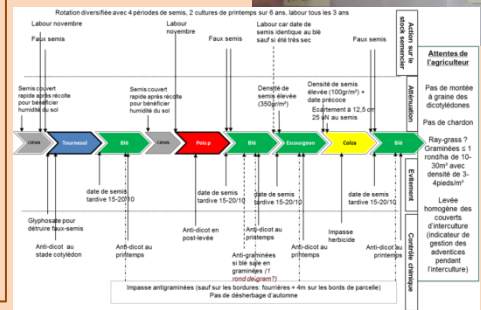 Rotation diversifiée avec 4 périodes de semis, 2 cultures de printemps sur 6 ans, labour tous les 3 ans
Labour novembre
Faux semis
Labour
novembre
Faux semis
Labour car date de
semis identique au blé
sauf si été très sec
Faux semis
Action sur le
stock semencier
Semis couvert
rapide après récolte
pour bénéficier
humidité du sol
Semis couvert
rapide après récolte
pour bénéficier
humidité du sol
Densité de
semis élevée
(350gr/m²)
Densité de semis
élevée (100gr/m²) +
date précoce
Ecartement à 12,5 cm
25 uN au semis
Atténuation
Tournesol
Blé
Pois p
Blé
Escourgeon
Colza
Blé
date de semis
tardive 15-20/10
date de semis
tardive 15-20/10
date de semis
tardive 15-20/10
date de semis
tardive 15-20/10
Evitement
Glyphosate pour
détruire faux-semis
Anti-dicot au
stade cotylédon
Anti-dicot au
printemps
Anti-dicot en
post-levée
Anti-dicot au
printemps
Anti-graminées
si blé sale en
graminées (1
rond de gram?)
Anti-dicot au
printemps
Impasse
herbicide
Anti-dicot au
printemps
Contrôle chimique
Impasse antigraminées (sauf sur les bordures: fourrières + 4m sur les bords de parcelle)
Pas de désherbage d'automne
Attentes de
l'agriculteur
Pas de montée
à graine des
dicotylédones
Pas de chardon
Ray-grass ?
Graminées ≤ 1
rond/ha de 10-
30m² avec
densité de 3-
4pieds/m²
Levée
homogène des
couverts
d'interculture
(indicateur de
gestion des
adventices
pendant
l'interculture)